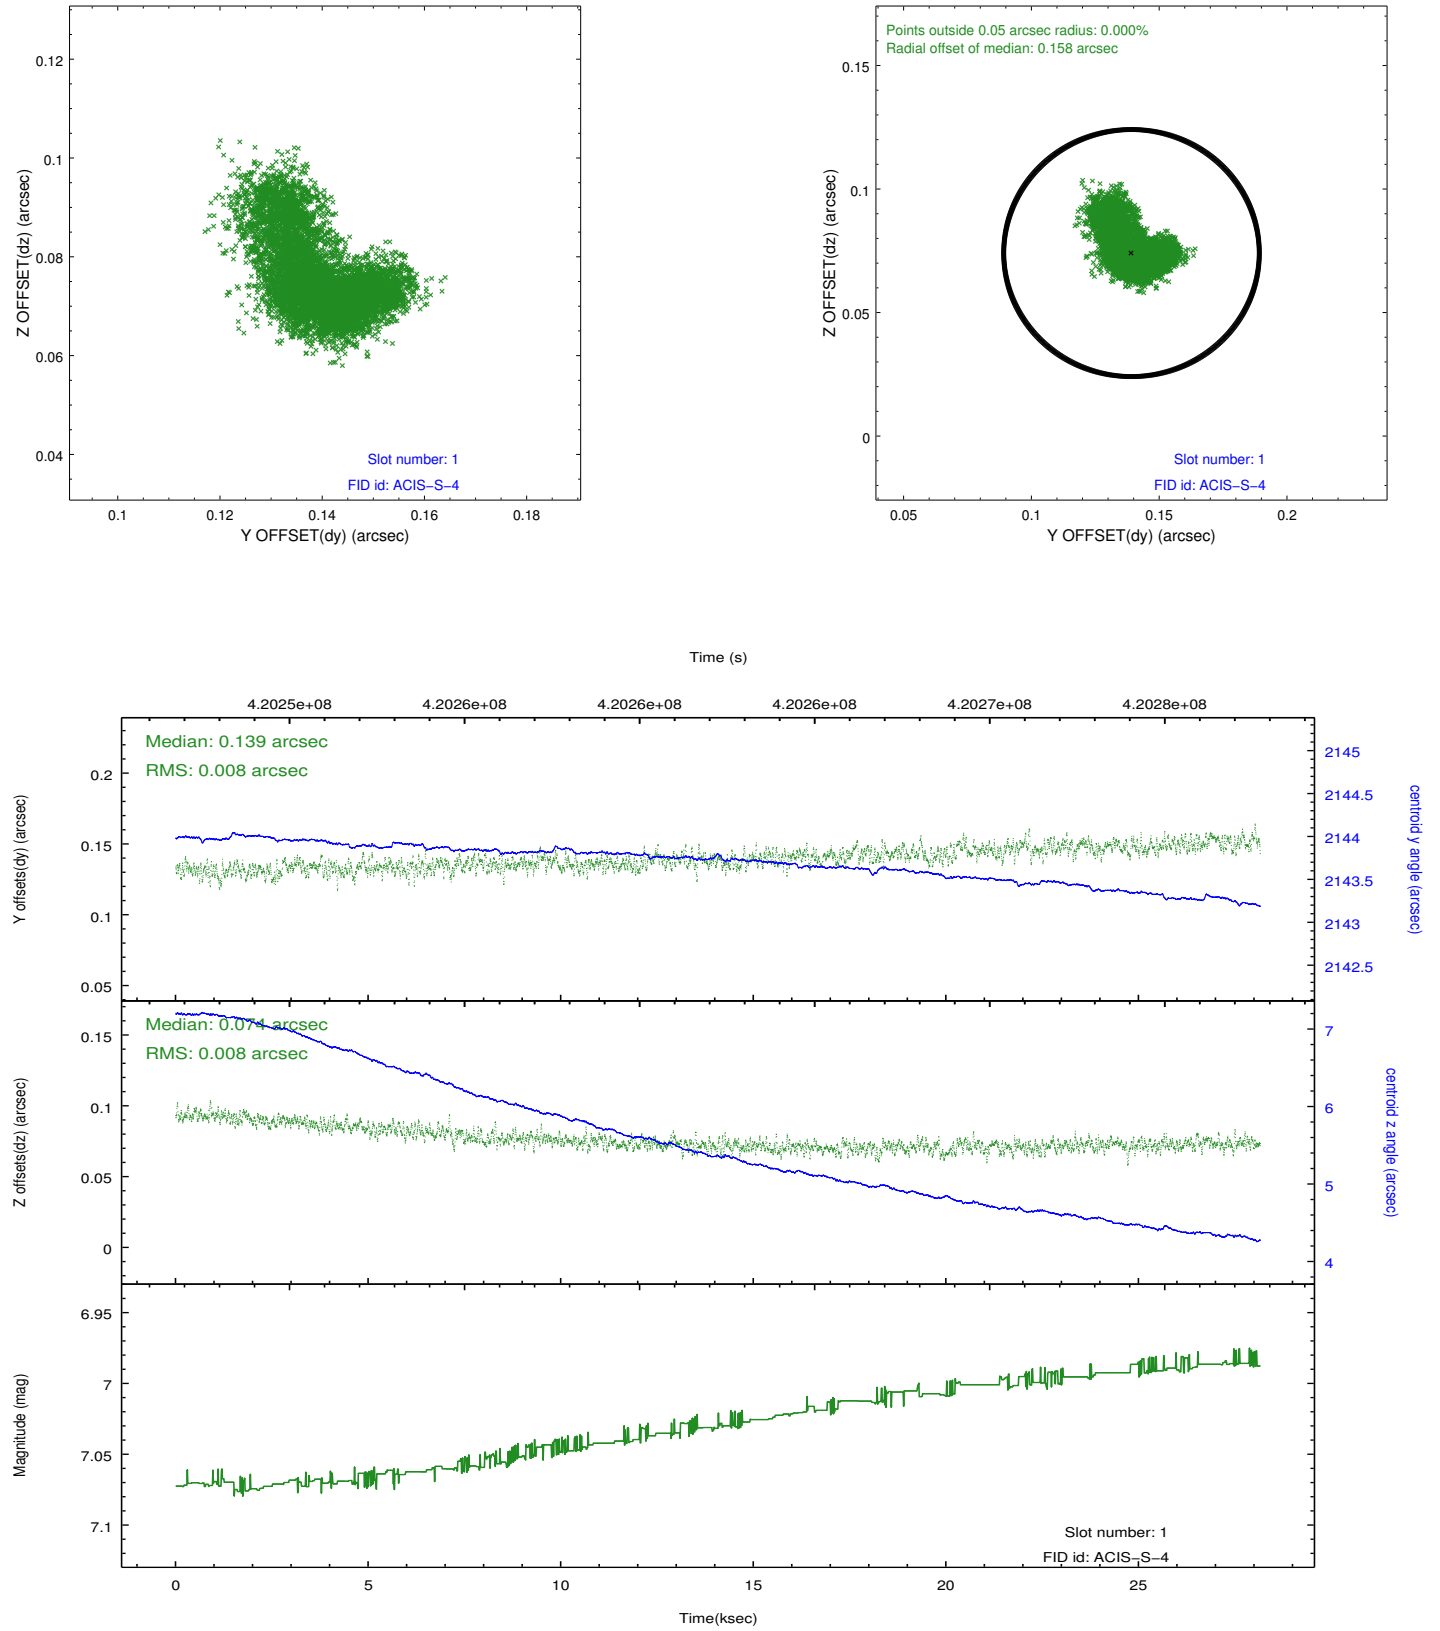 0.12
0.1
0.08
0.06
0.04
Z OFFSET(dz) (arcsec)
Slot number: 1
FID id: ACIS−S−4
0.1 0.12 0.14 0.16 0.18
Y OFFSET(dy) (arcsec)
Points outside 0.05 arcsec radius: 0.000%
Radial offset of median: 0.158 arcsec
0.15
0.1
0.05
0
Z OFFSET(dz) (arcsec)
Slot number: 1
FID id: ACIS−S−4
0.05 0.1 0.15 0.2
Y OFFSET(dy) (arcsec)
Time (s)
4.2025e+08 4.2026e+08 4.2026e+08 4.2026e+08 4.2027e+08 4.2028e+08
Median: 0.139 arcsec
RMS: 0.008 arcsec
0.2
0.15
0.1
0.05
Y offsets(dy) (arcsec)
2145
2144.5
2144
2143.5
2143
2142.5
centroid y angle (arcsec)
Median: 0.074 arcsec
RMS: 0.008 arcsec
0.15
0.1
0.05
0
Z offsets(dz) (arcsec)
7
6
5
4
centroid z angle (arcsec)
6.95
7
7.05
7.1
Magnitude (mag)
Slot number: 1
FID id: ACIS−S−4
0 5 10 15 20 25
Time(ksec)